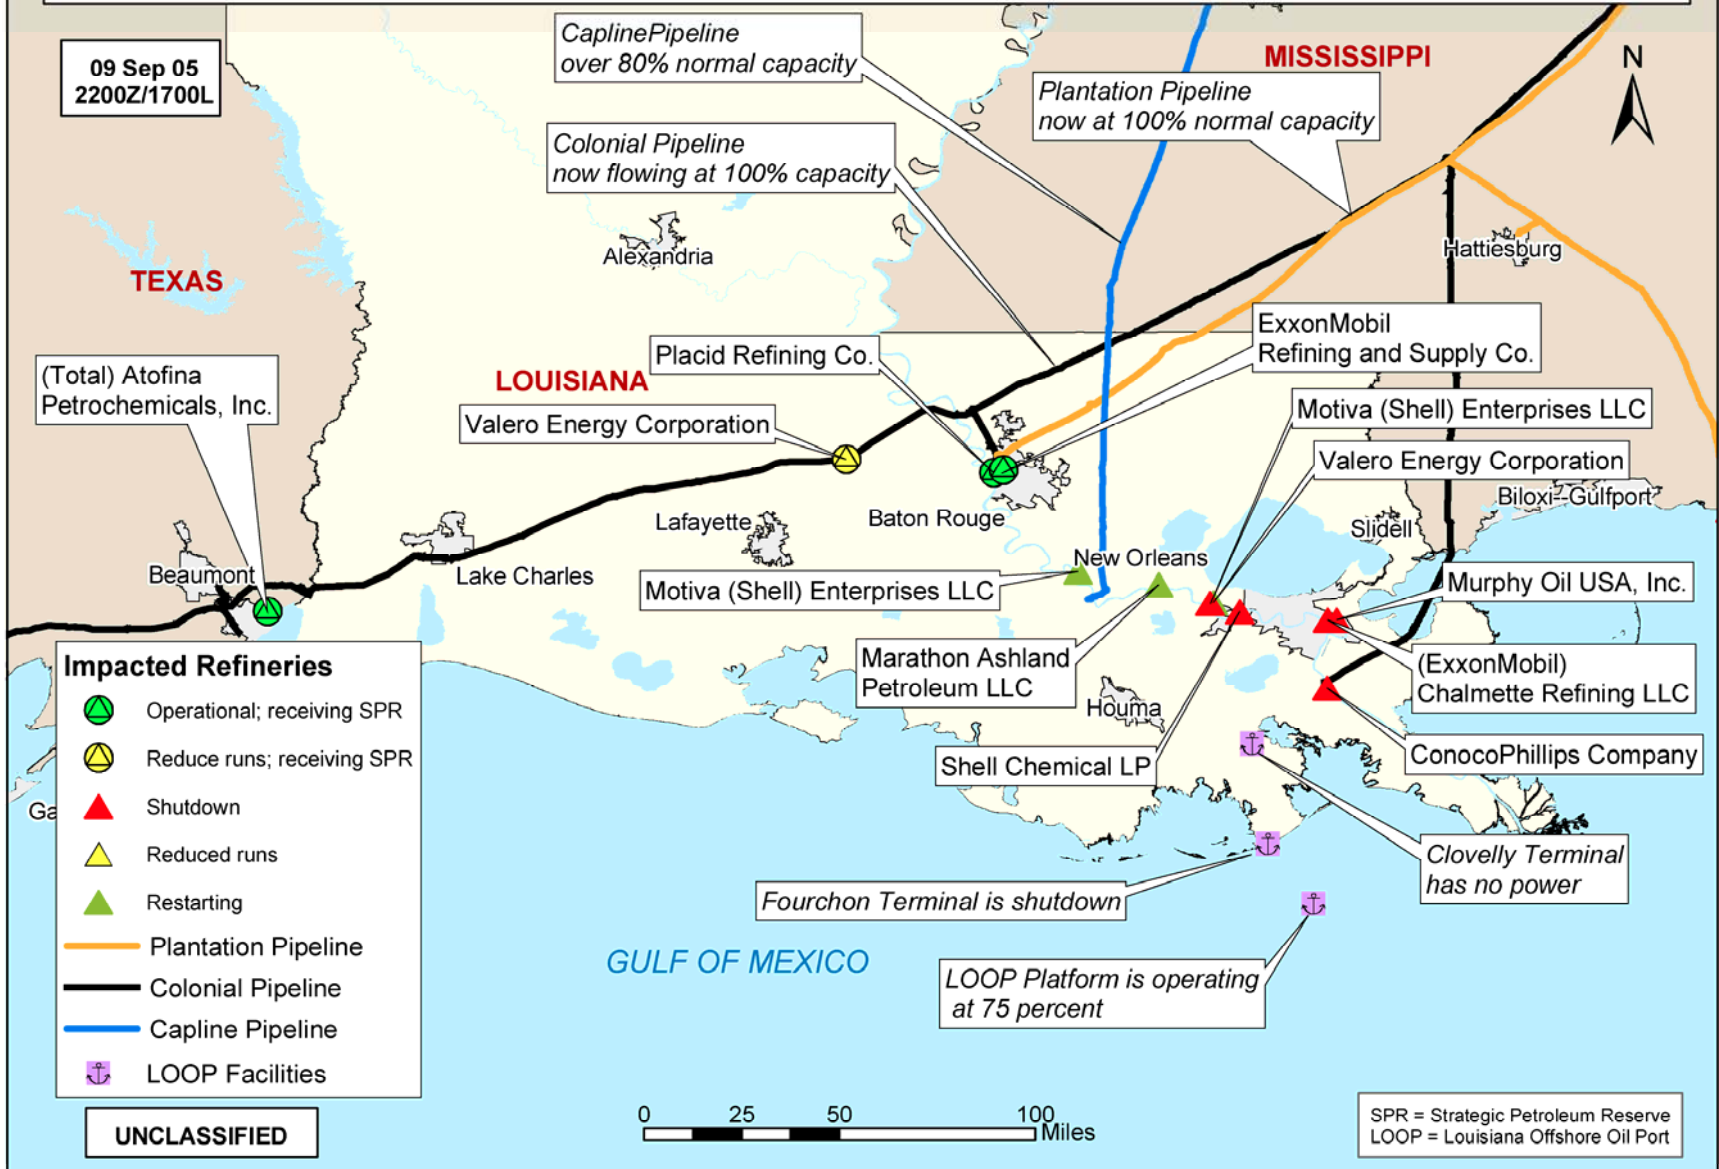 09 Sep 05
2200Z/1700L
CaplinePipeline
over 80% normal capacity
MISSISSIPPI
N
Plantation Pipeline
now at 100% normal capacity
Colonial Pipeline
now flowing at 100% capacity
Alexandria
Hattiesburg
TEXAS
ExxonMobil
Refining and Supply Co.
Placid Refining Co.
(Total) Atofina
Petrochemicals, Inc.
LOUISIANA
Motiva (Shell) Enterprises LLC
Valero Energy Corporation
Valero Energy Corporation
Biloxi--Gulfport
Lafayette
Baton Rouge
Slidell
New Orleans
Beaumont
Lake Charles
Motiva (Shell) Enterprises LLC
Murphy Oil USA, Inc.
Marathon Ashland
Petroleum LLC
(ExxonMobil)
Chalmette Refining LLC
Houma
Shell Chemical LP
ConocoPhillips Company
Ga
Impacted Refineries
Operational; receiving SPR
Reduce runs; receiving SPR
Shutdown
Reduced runs
Restarting
Plantation Pipeline
Colonial Pipeline
Capline Pipeline
LOOP Facilities
Clovelly Terminal
has no power
Fourchon Terminal is shutdown
GULF OF MEXICO
LOOP Platform is operating
at 75 percent
UNCLASSIFIED
0 25 50 100
Miles
SPR = Strategic Petroleum Reserve
LOOP = Louisiana Offshore Oil Port